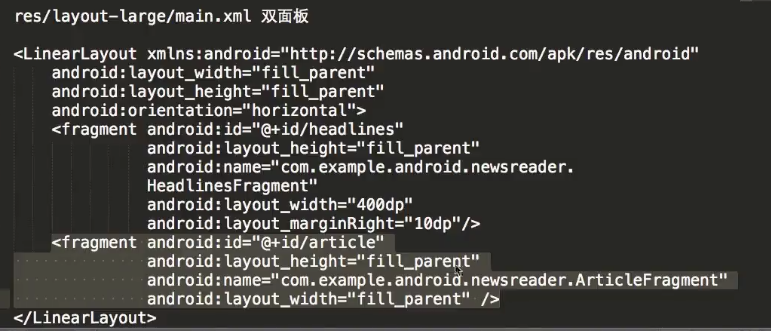 res/layout-large/main.xml 双面板
<LinearLayout xmlns:android="http://schemas.android.com/apk/res/android"
android:layout_width="fill_parent"
android:layout_height="fill_parent"
android:orientation="horizontal">
<fragment android:id="@+id/headlines"
android:layout_height="fill_parent"
android:name="com.example.android.newsreader.
HeadlinesFragment"
android:layout_width="400dp"
android:layout_marginRight="10dp"/>
<fragment android:id="@+id/article"
android:layout_height="fill_parent"
android:name="com.example.android.newsreader.ArticleFragment"
android:layout_width="fill_parent" />
</LinearLayout>